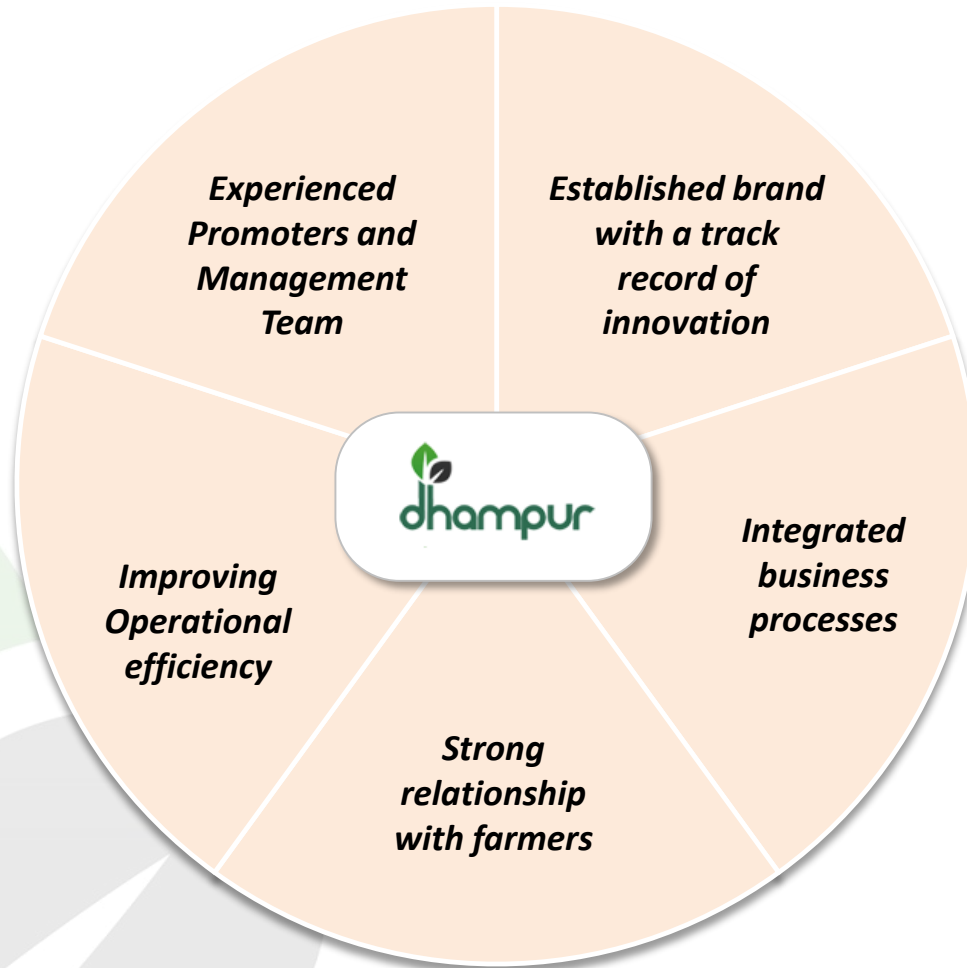 Experienced
Promoters and
Management
Team
Established brand
with a track
record of
innovation
dhampur
Integrated
business
processes
Improving
Operational
efficiency
Strong
relationship
with farmers